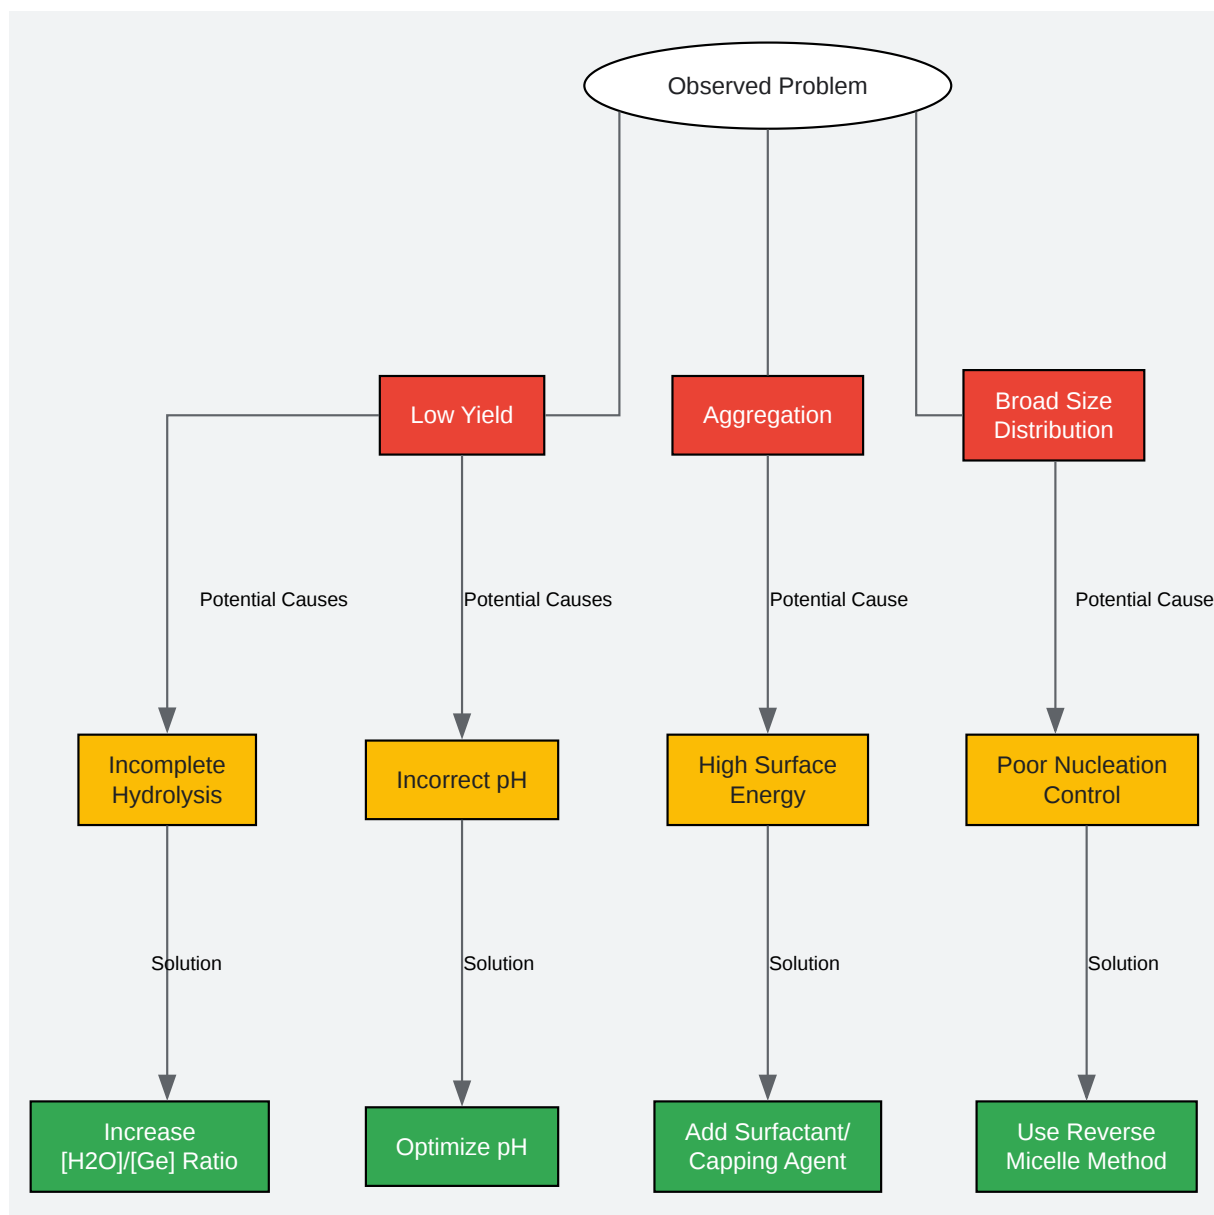 Observed Problem
Low Yield
Aggregation
Broad Size
Distribution
Potential Causes
Potential Causes
Potential Cause
Potential Cause
Incomplete
Hydrolysis
Incorrect pH
High Surface
Energy
Poor Nucleation
Control
Solution
Solution
Solution
Solution
Increase
[H2O]/[Ge] Ratio
Optimize pH
Add Surfactant/
Capping Agent
Use Reverse
Micelle Method